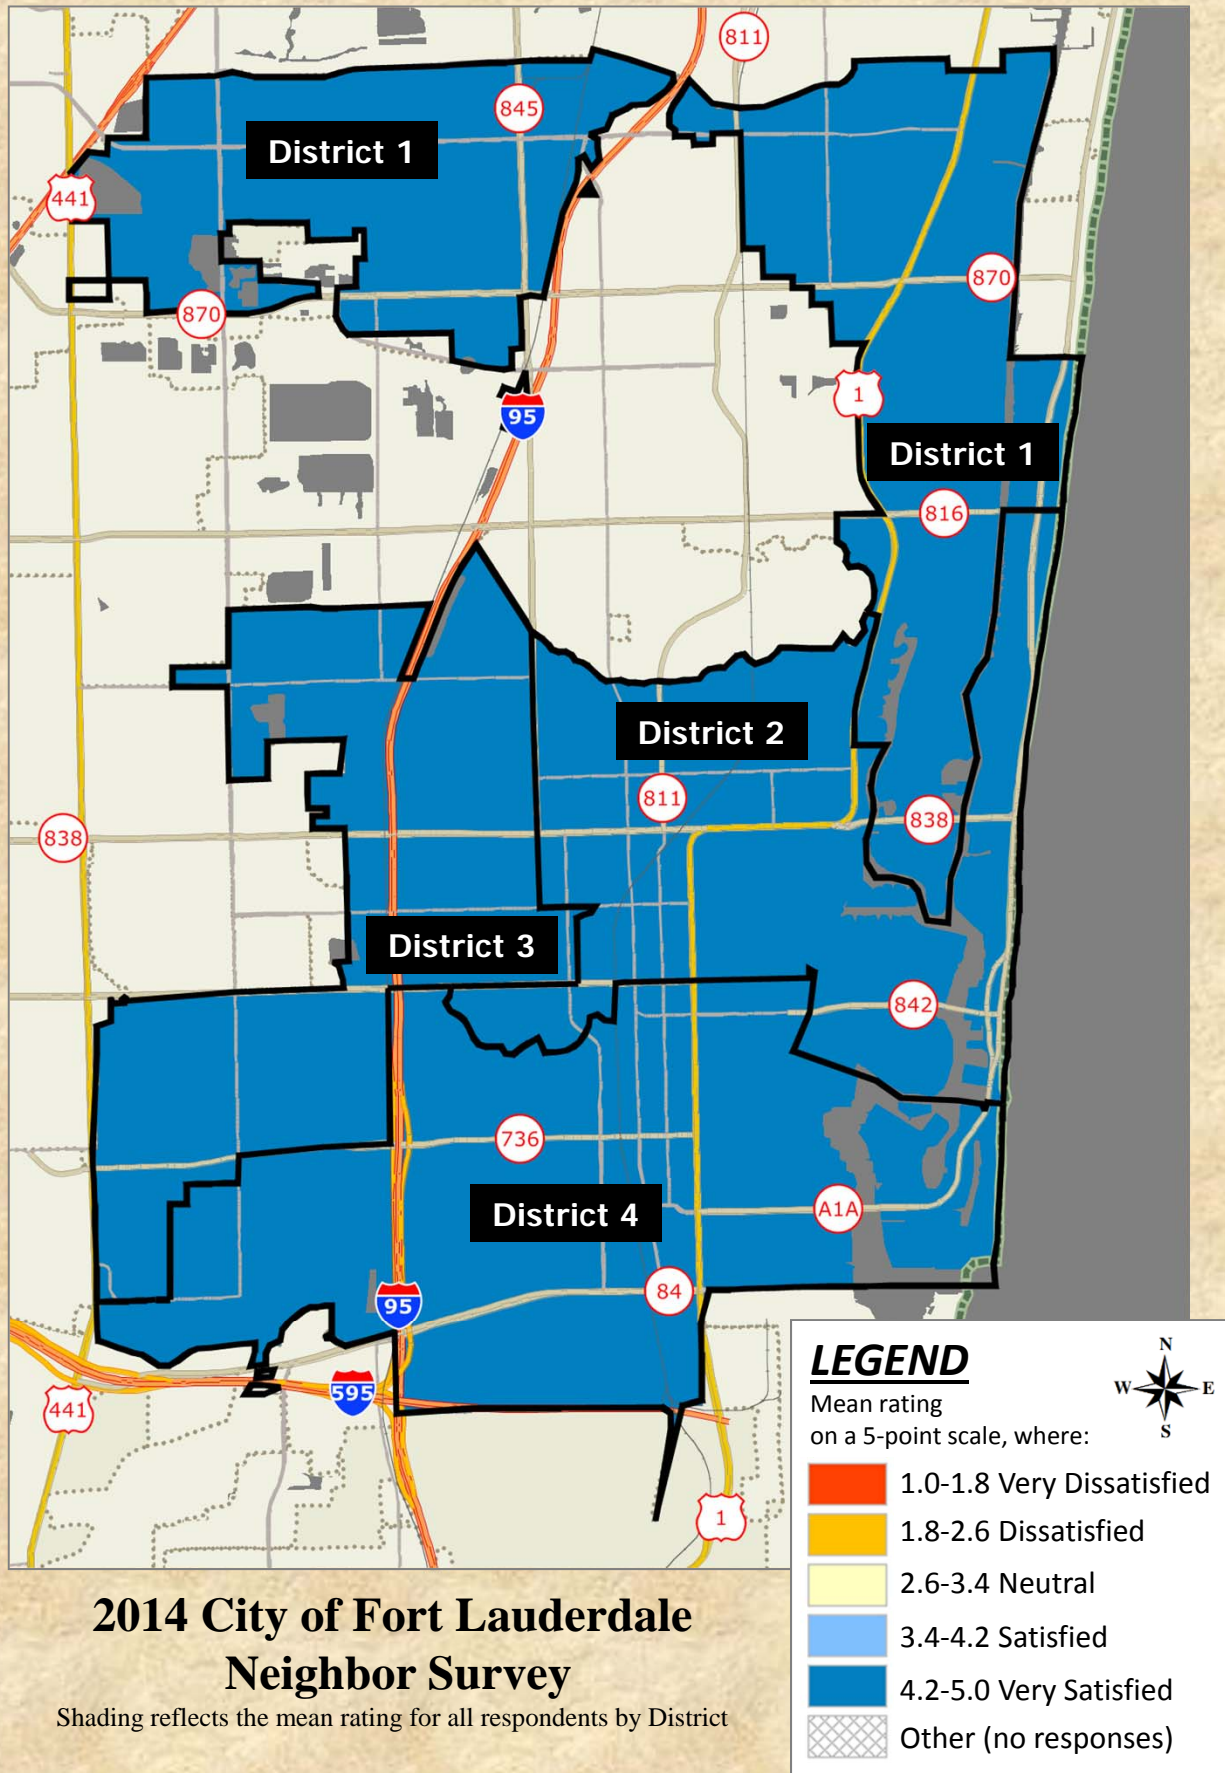 811
845
District 1
441
870
870
1
95
District 1
816
District 2
811
838
838
District 3
842
736
District 4
A1A
84
95
595
441
1
LEGEND
Mean rating
on a 5-point scale, where:
N
W
E
S
1.0-1.8 Very Dissatisfied
1.8-2.6 Dissatisfied
2.6-3.4 Neutral
3.4-4.2 Satisfied
4.2-5.0 Very Satisfied
Other (no responses)
2014 City of Fort Lauderdale
Neighbor Survey
Shading reflects the mean rating for all respondents by District